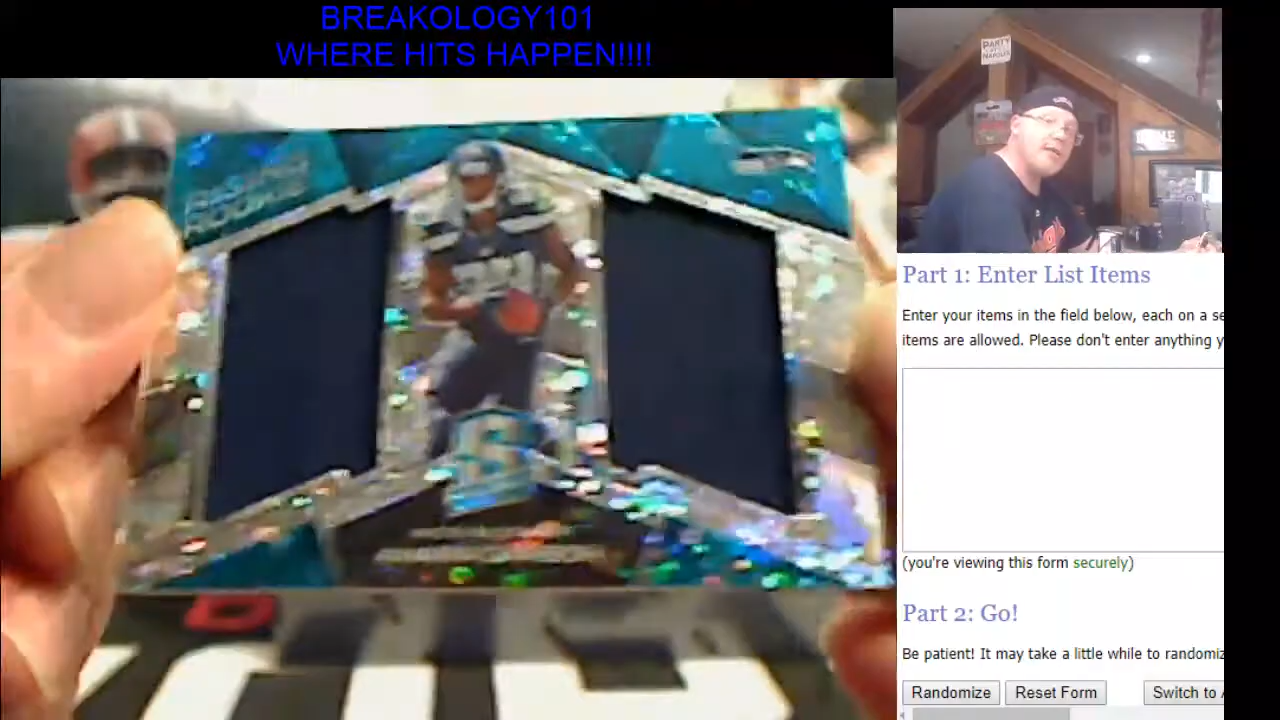 BREAKOLOGY101
WHERE HITS HAPPEN!!!!
PARTY
Part 1: Enter List Items
Enter your items in the field below, each on a se
items are allowed. Please don't enter anything y
(you're viewing this form securely)
Part 2: Go!
Be patient! It may take a little while to randomiz
Randomize
Reset Form
Switch to A